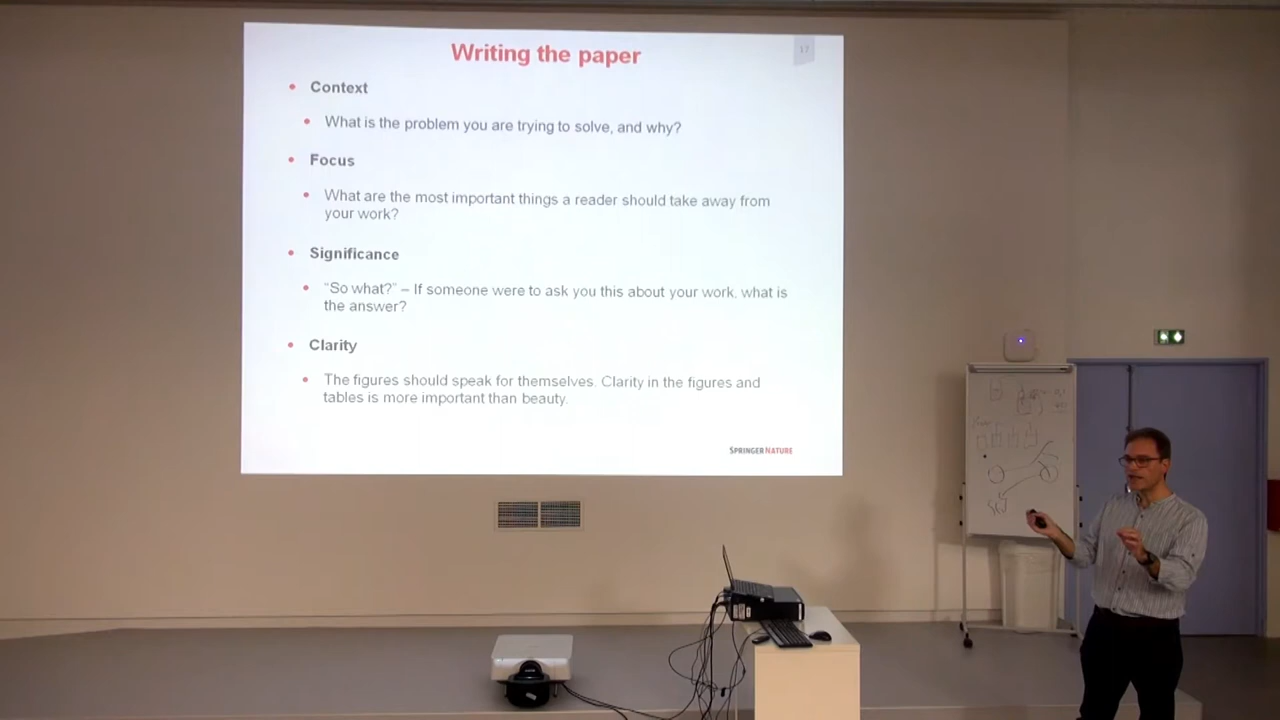 Writing the paper
17
Context
What is the problem you are trying to solve, and why?
Focus
What are the most important things a reader should take away from
your work?
Significance
"So what?" – If someone were to ask you this about your work, what is
the answer?
Clarity
The figures should speak for themselves. Clarity in the figures and
tables is more important than beauty.
SPRINGER NATURE